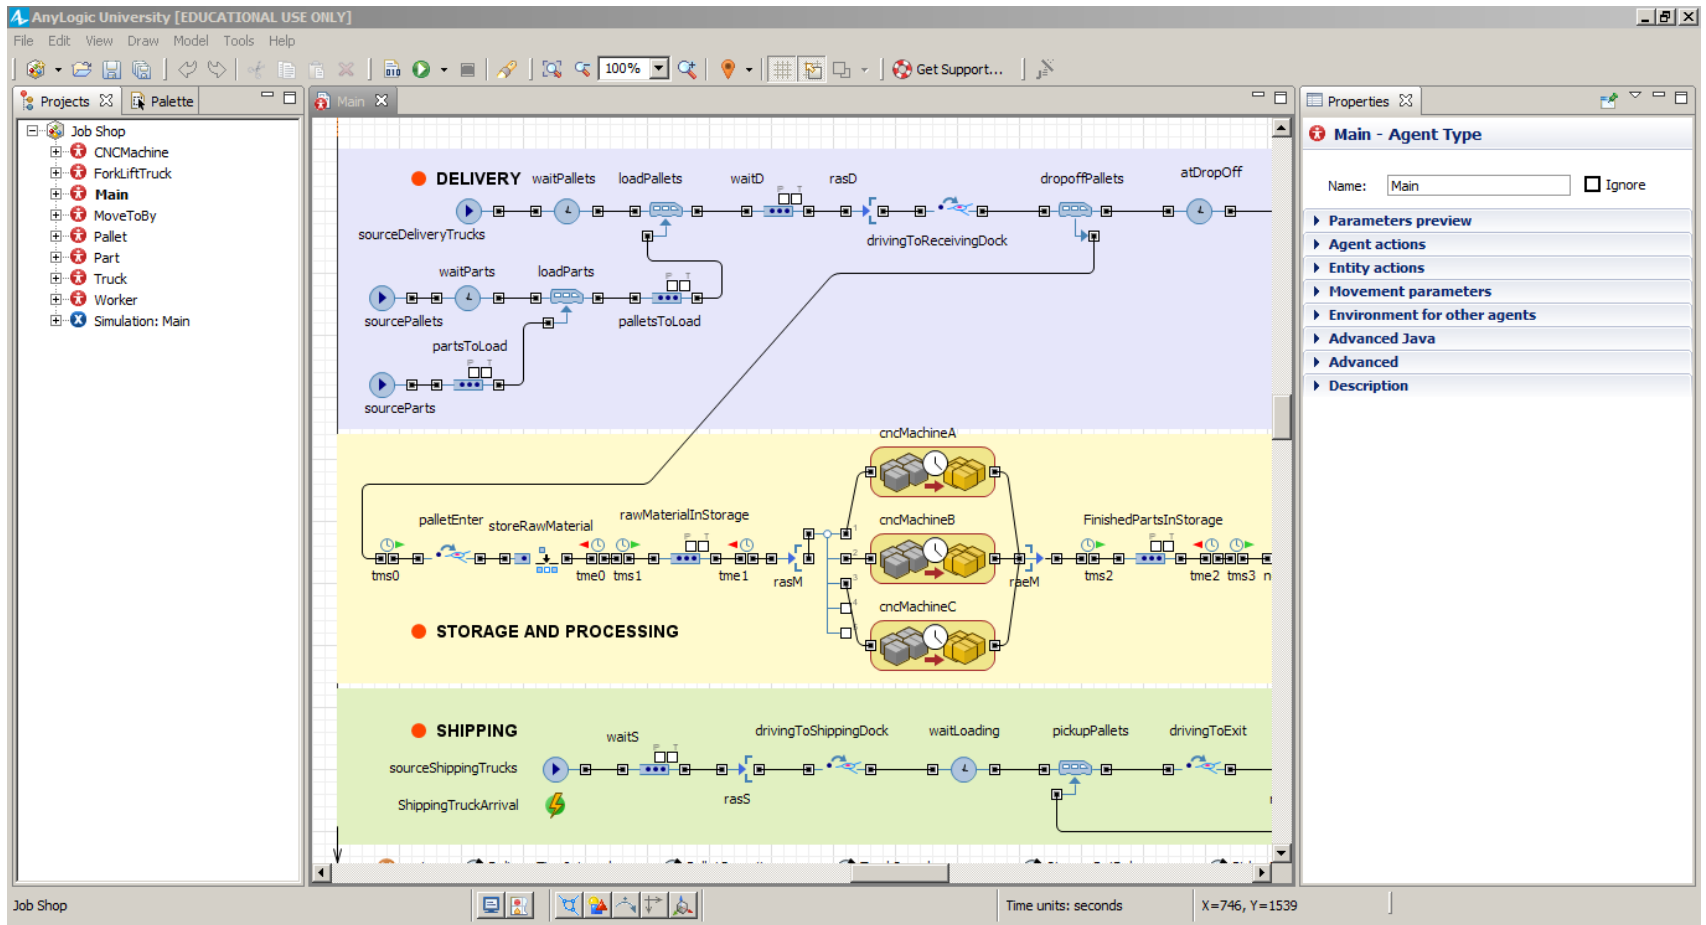 AnyLogic University [EDUCATIONAL USE ONLY]
File Edit View Draw Model Tools Help
010 100% Get Support...
Projects Palette
Job Shop
CNCMachine
ForkLiftTruck
Main
MoveToBy
Pallet
Part
Truck
Worker
Simulation: Main
Main
DELIVERY waitPallets loadPallets waitD rasD dropoffPallets atDropOff
P T
sourceDeliveryTrucks drivingToReceivingDock
waitParts loadParts
P T
sourcePallets palletsToLoad
partsToLoad
P T
sourceParts
cncMachineA
palletEnter storeRawMaterial rawMaterialInStorage cncMachineB FinishedPartsInStorage
P T 1 P T
2
tms0 tme0 tms1 tme1 rasM 3 raeM tms2 tme2 tms3 n
4 cncMachineC
STORAGE AND PROCESSING
SHIPPING waitS drivingToShippingDock waitLoading pickupPallets drivingToExit
P T
sourceShippingTrucks
ShippingTruckArrival rasS
Properties
Main - Agent Type
Name: Main Ignore
Parameters preview
Agent actions
Entity actions
Movement parameters
Environment for other agents
Advanced Java
Advanced
Description
Job Shop Time units: seconds X=746, Y=1539